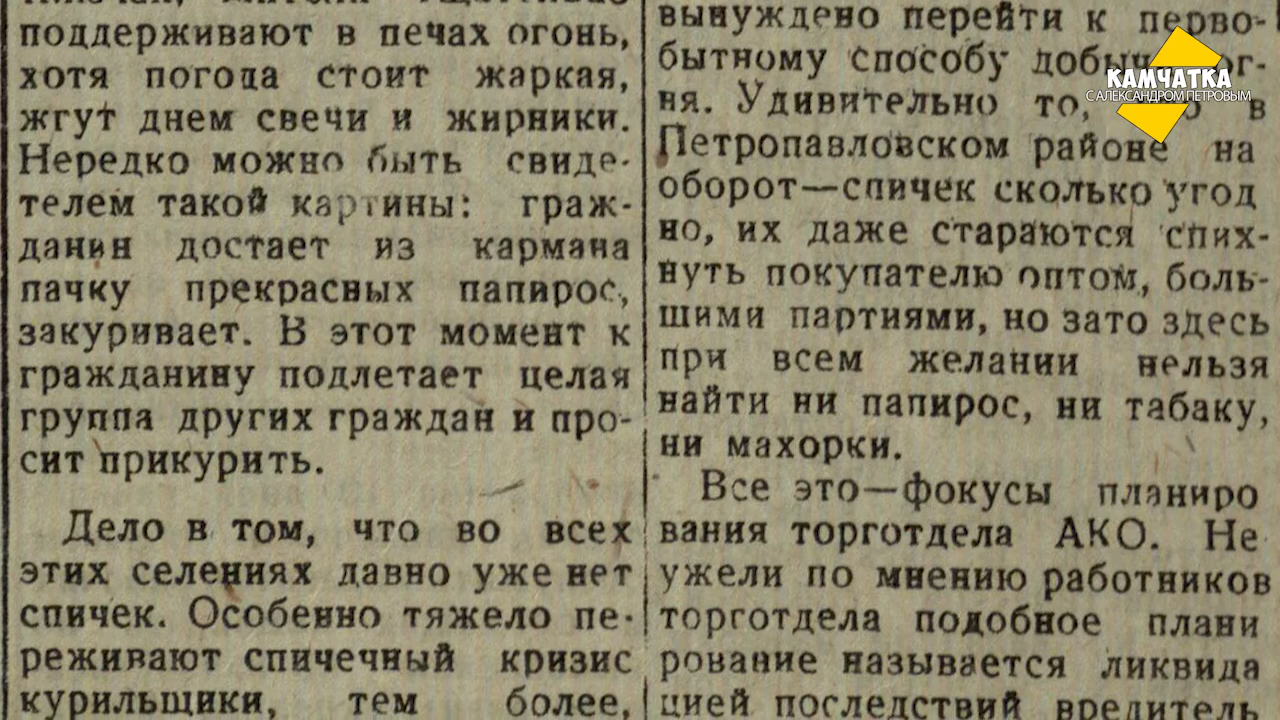 поддерживают в печах огонь,
хотя погода стоит жаркая,
жгут днем свечи и жирники.
Нередко можно быть свиде-
телем такой картины: граж-
данин достает из кармана
пачку прекрасных папирос,
закуривает. В этот момент к
гражданину подлетает целая
группа других граждан и про-
сит прикурить.
Дело в том, что во всех
этих селениях давно уже нет
спичек. Особенно тяжело пе-
реживают спичечный кризис
курильщики, тем более,
вынуждено перейти к перво-
бытному способу добычи ог-
ня. Удивительно то, в
Петропавловском районе на
оборот—спичек сколько угод
но, их даже стараются спих-
нуть покупателю оптом, боль-
шими партиями, но зато здесь
при всем желании нельзя
найти ни папирос, ни табаку,
ни махорки.
Все это—фокусы планиро
вания торготдела АКО. Не
ужели по мнению работников
торготдела подобное плани
рование называется ликвида
цией последствий вредитель
КАМЧАТКА
С АЛЕКСАНДРОМ ПЕТРОВЫМ